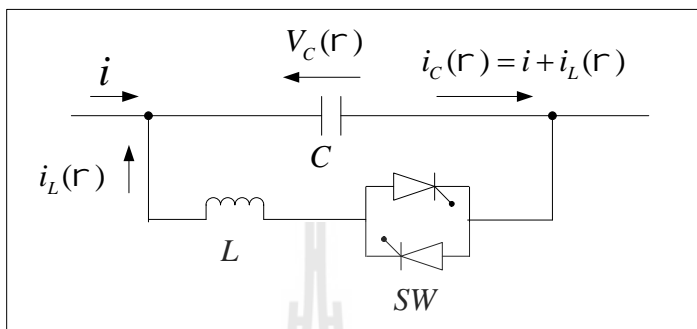 V_C(r)
i
i_C(r) = i + i_L(r)
C
i_L(r)
L
SW